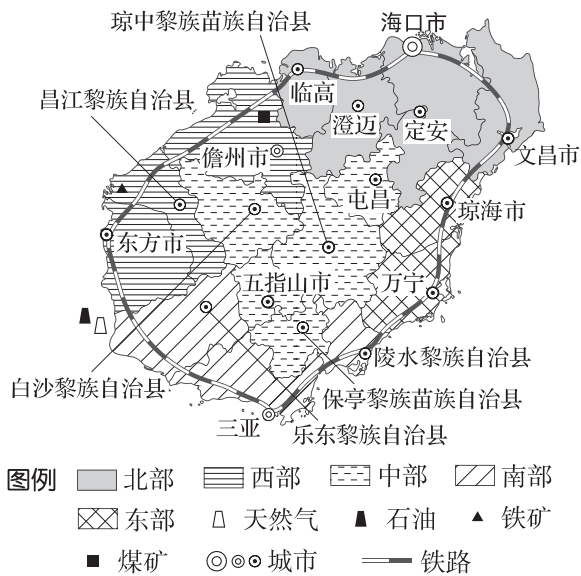 琼中黎族苗族自治县
海口市
临高
昌江黎族自治县
澄迈
定安
儋州市
文昌市
屯昌
琼海市
东方市
五指山市
万宁
陵水黎族自治县
白沙黎族自治县
保亭黎族苗族自治县
三亚
乐东黎族自治县
图例 北部 西部 中部 南部
东部 天然气 石油 铁矿
煤矿 城市 铁路